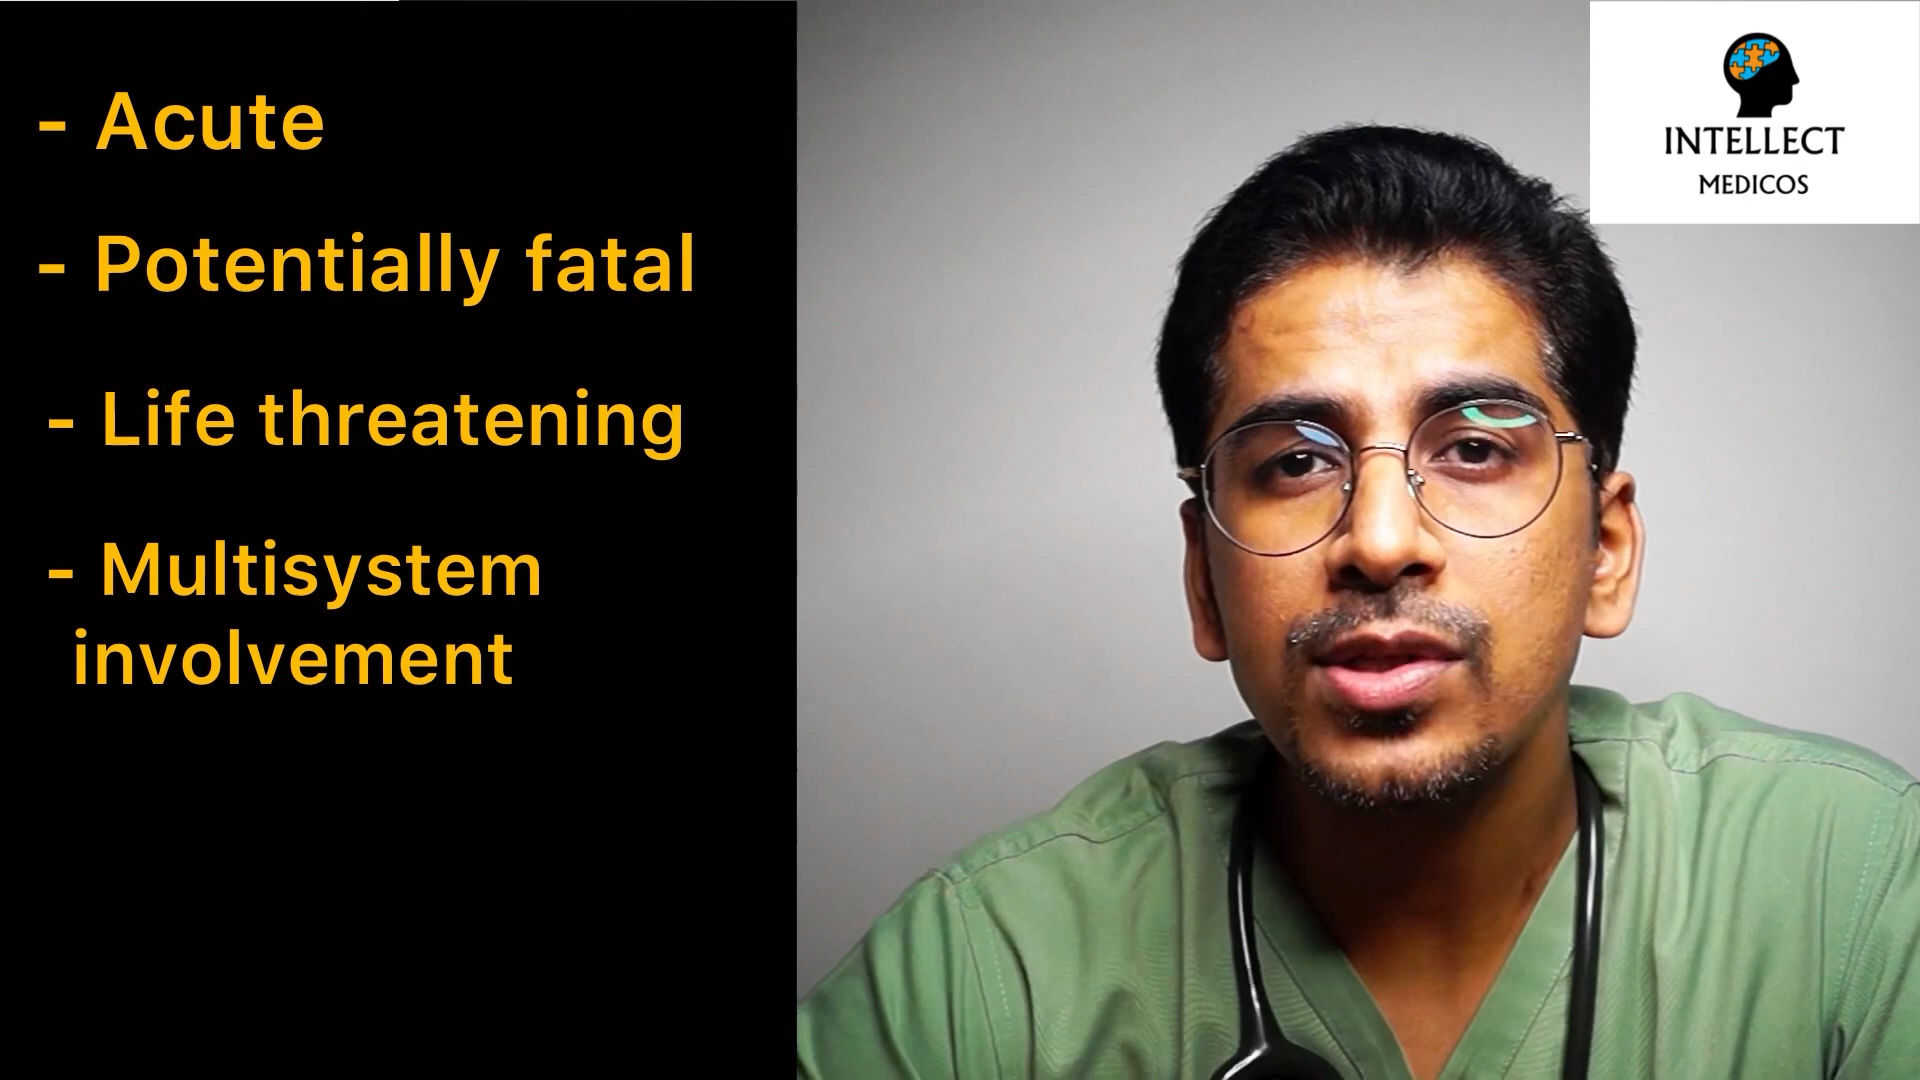 - Acute
- Potentially fatal
- Life threatening
- Multisystem
involvement
INTELLECT
MEDICOS